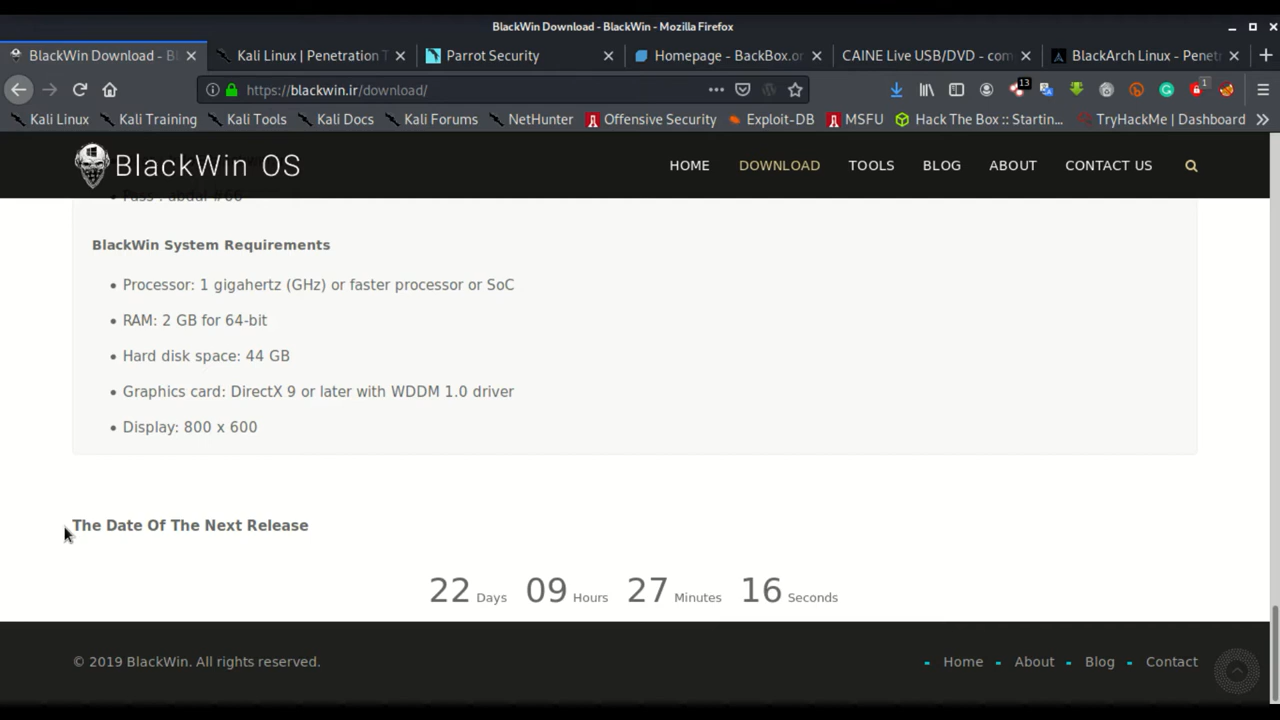 BlackWin Download - BlackWin - Mozilla Firefox
BlackWin Download - Bl
Kali Linux | Penetration T
Parrot Security
Homepage - BackBox.or
CAINE Live USB/DVD - com
BlackArch Linux - Penet
https://blackwin.ir/download/
13
1
Kali Linux
Kali Training
Kali Tools
Kali Docs
Kali Forums
NetHunter
Offensive Security
Exploit-DB
MSFU
Hack The Box :: Startin...
TryHackMe | Dashboard
BlackWin OS
HOME
DOWNLOAD
TOOLS
BLOG
ABOUT
CONTACT US
Pass : abdal #66
BlackWin System Requirements
Processor: 1 gigahertz (GHz) or faster processor or SoC
RAM: 2 GB for 64-bit
Hard disk space: 44 GB
Graphics card: DirectX 9 or later with WDDM 1.0 driver
Display: 800 x 600
The Date Of The Next Release
22 Days 09 Hours 27 Minutes 16 Seconds
© 2019 BlackWin. All rights reserved.
- Home - About - Blog - Contact